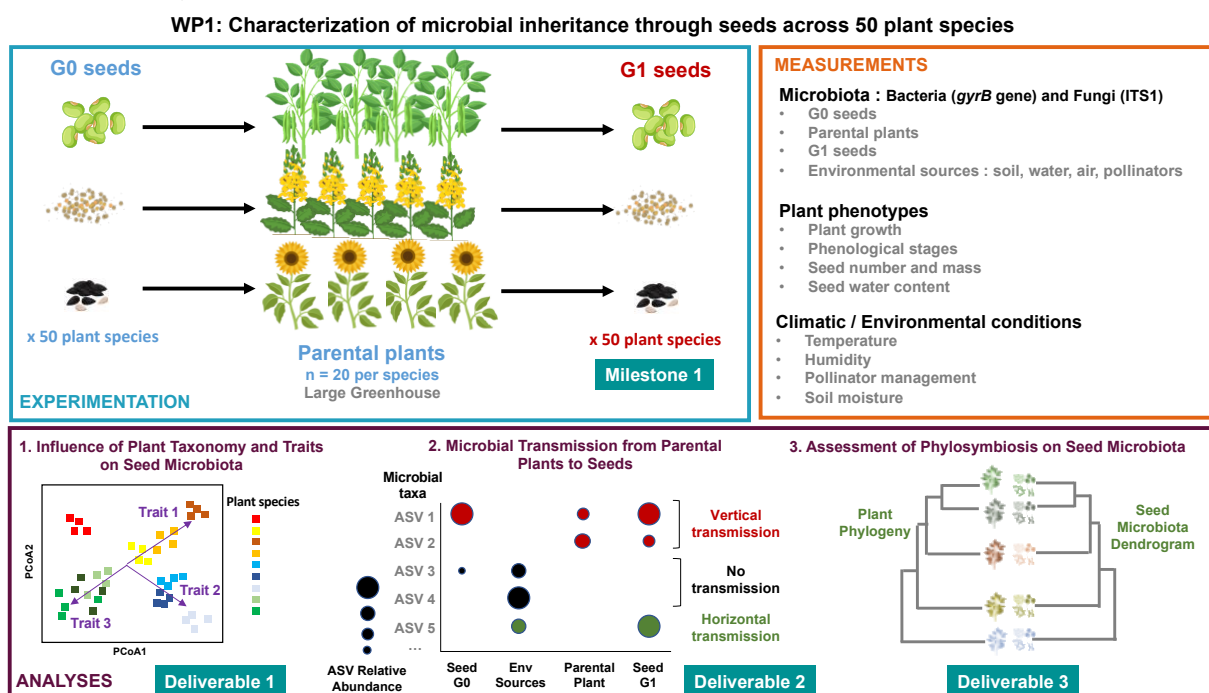 WP1: Characterization of microbial inheritance through seeds across 50 plant species
G0 seeds
G1 seeds
x 50 plant species
Parental plants
n = 20 per species
Large Greenhouse
x 50 plant species
Milestone 1
EXPERIMENTATION
MEASUREMENTS
Microbiota : Bacteria (gyrB gene) and Fungi (ITS1)
• G0 seeds
• Parental plants
• G1 seeds
• Environmental sources : soil, water, air, pollinators
Plant phenotypes
• Plant growth
• Phenological stages
• Seed number and mass
• Seed water content
Climatic / Environmental conditions
• Temperature
• Humidity
• Pollinator management
• Soil moisture
1. Influence of Plant Taxonomy and Traits
on Seed Microbiota
PCoA2
Trait 1
Trait 2
Trait 3
PCoA1
Plant species
ANALYSES
Deliverable 1
2. Microbial Transmission from Parental
Plants to Seeds
Microbial
taxa
ASV 1
ASV 2
ASV 3
ASV 4
ASV 5
...
ASV Relative
Abundance
Seed
G0
Env
Sources
Parental
Plant
Seed
G1
Vertical
transmission
No
transmission
Horizontal
transmission
Deliverable 2
3. Assessment of Phylosymbiosis on Seed Microbiota
Plant
Phylogeny
Seed
Microbiota
Dendrogram
Deliverable 3